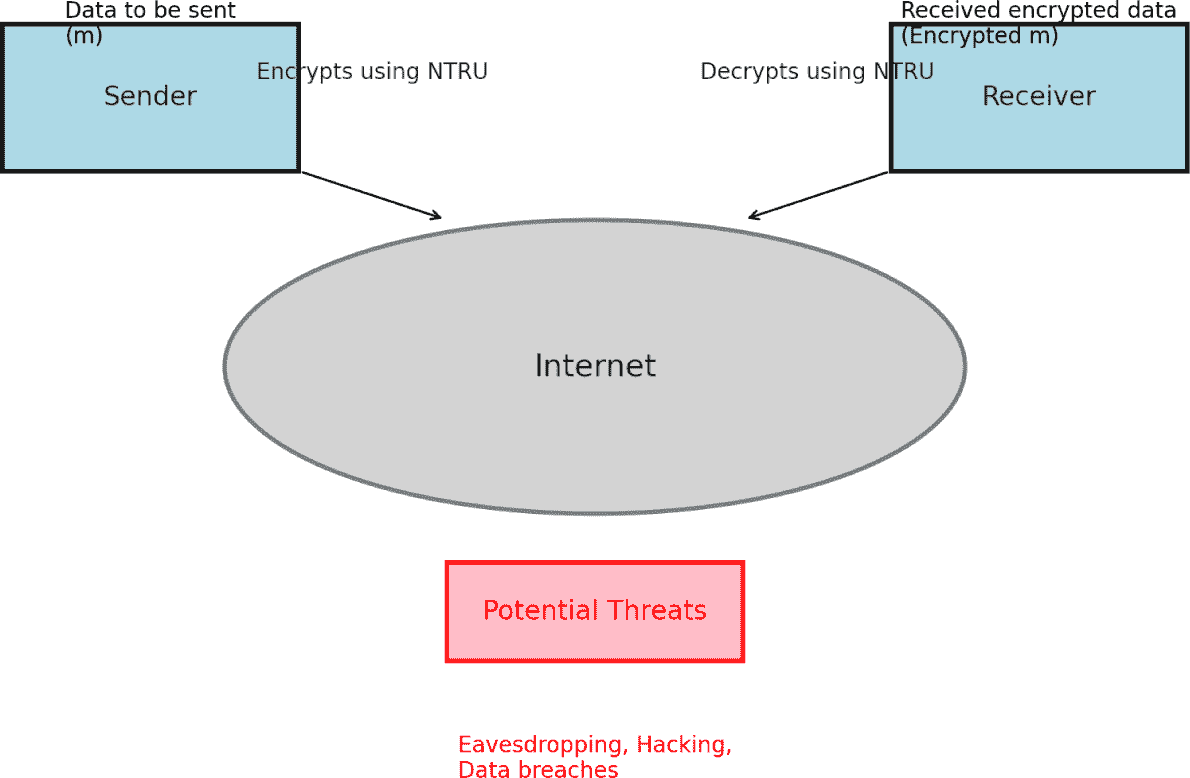 Data to be sent
(m)
Received encrypted data
(Encrypted m)
Encrypts using NTRU
Decrypts using NTRU
Sender
Receiver
Internet
Potential Threats
Eavesdropping, Hacking,
Data breaches